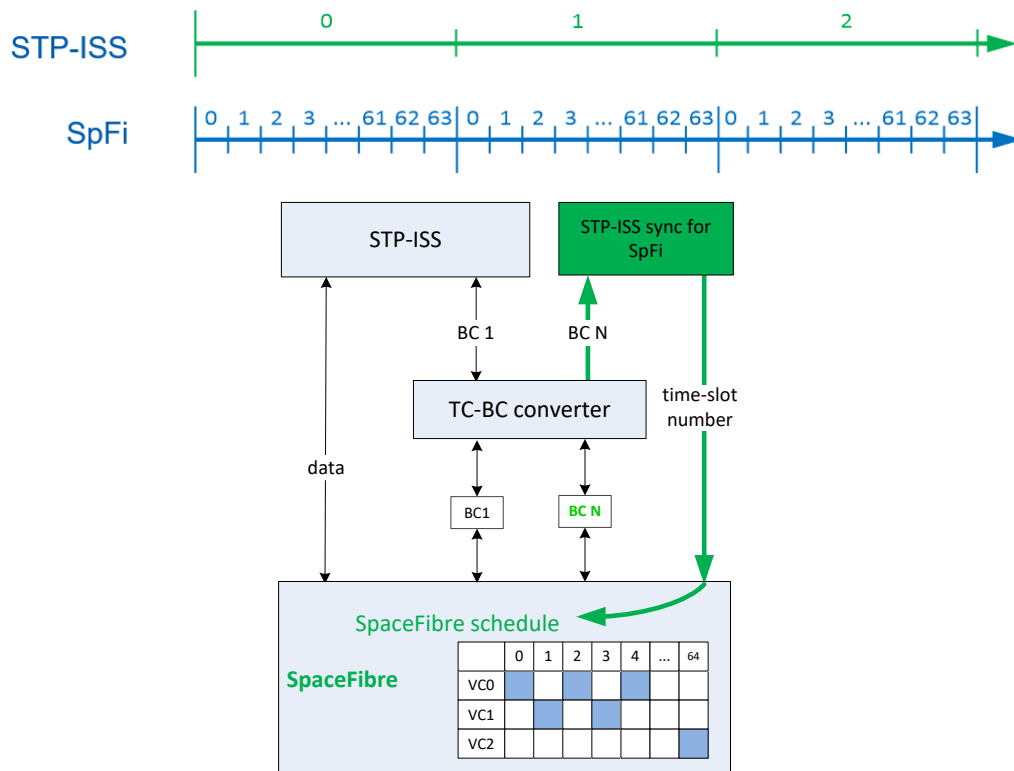 0 1 2
STP-ISS
0 1 2 3 ... 61 62 63 0 1 2 3 ... 61 62 63 0 1 2 3 ... 61 62 63
SpFi
STP-ISS
STP-ISS sync for
SpFi
BC 1
BC N
TC-BC converter
time-slot
number
data
BC1
BC N
SpaceFibre schedule
SpaceFibre
0 1 2 3 4 ... 64
VC0
VC1
VC2